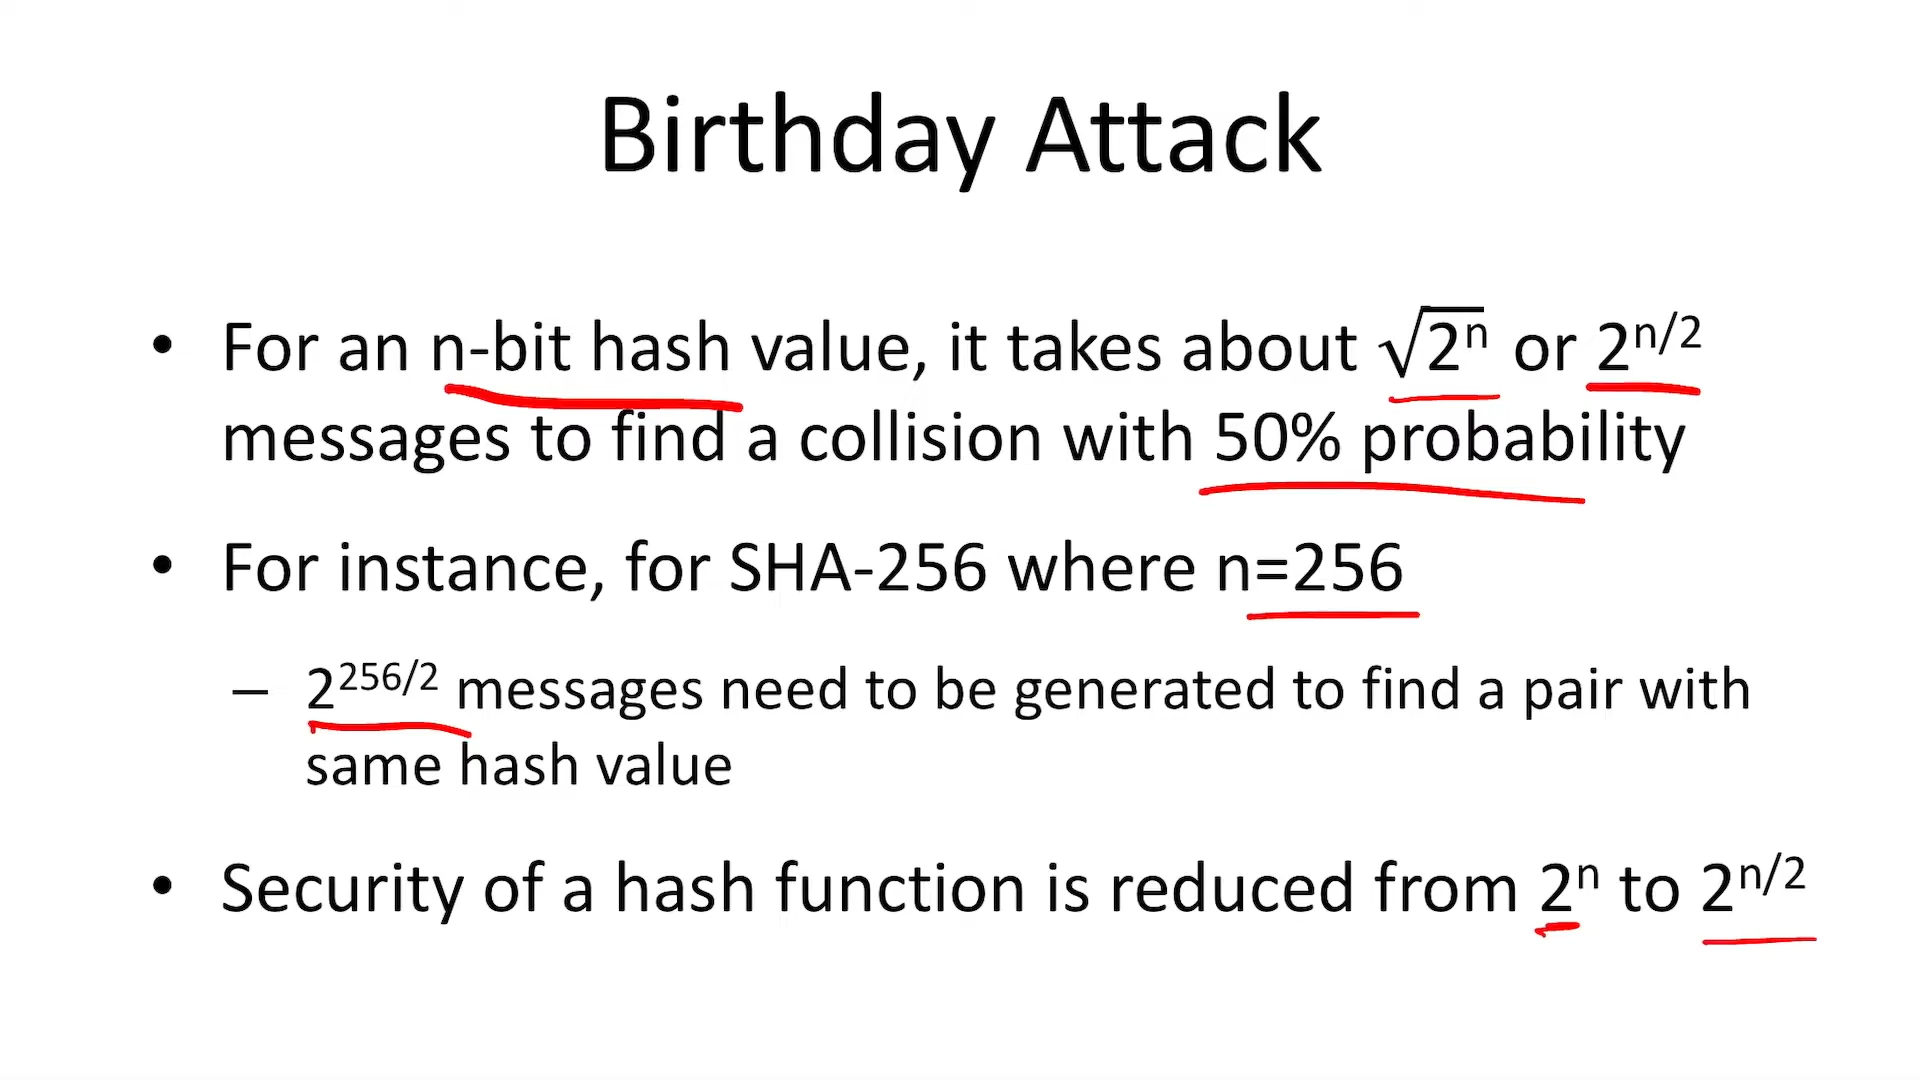 Birthday Attack
• For an n-bit hash value, it takes about √2ⁿ or 2ⁿ/²
messages to find a collision with 50% probability
• For instance, for SHA-256 where n=256
– 2²⁵⁶/² messages need to be generated to find a pair with
same hash value
• Security of a hash function is reduced from 2ⁿ to 2ⁿ/²